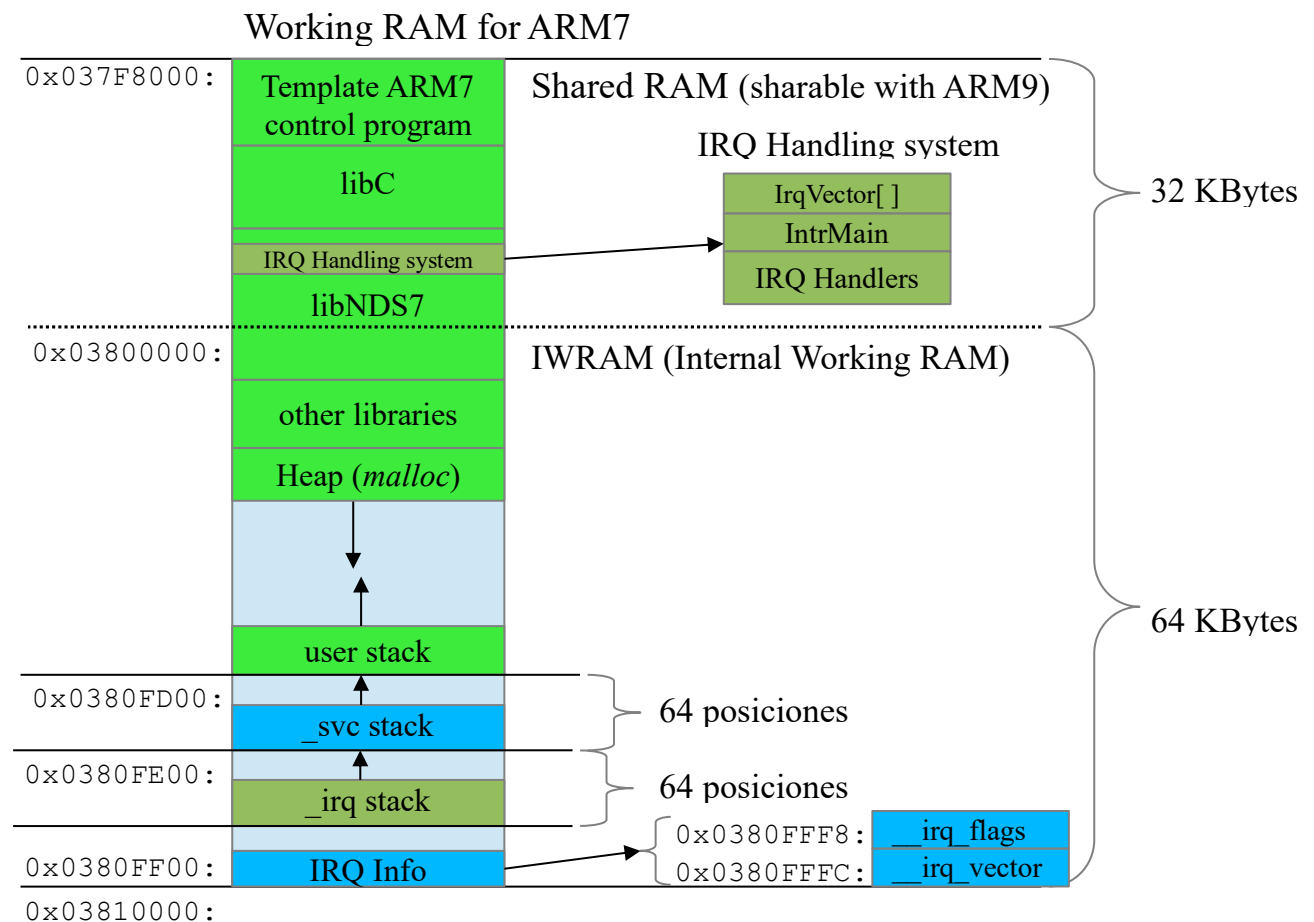 Working RAM for ARM7
0x037F8000:
Template ARM7
control program
Shared RAM (sharable with ARM9)
IRQ Handling system
libC
IrqVector[ ]
IntrMain
IRQ Handlers
32 KBytes
IRQ Handling system
libNDS7
0x03800000:
IWRAM (Internal Working RAM)
other libraries
Heap (malloc)
64 KBytes
user stack
0x0380FD00:
_svc stack
64 posiciones
0x0380FE00:
_irq stack
64 posiciones
0x0380FFF8:
__irq_flags
0x0380FF00:
IRQ Info
0x0380FFFC:
__irq_vector
0x03810000: